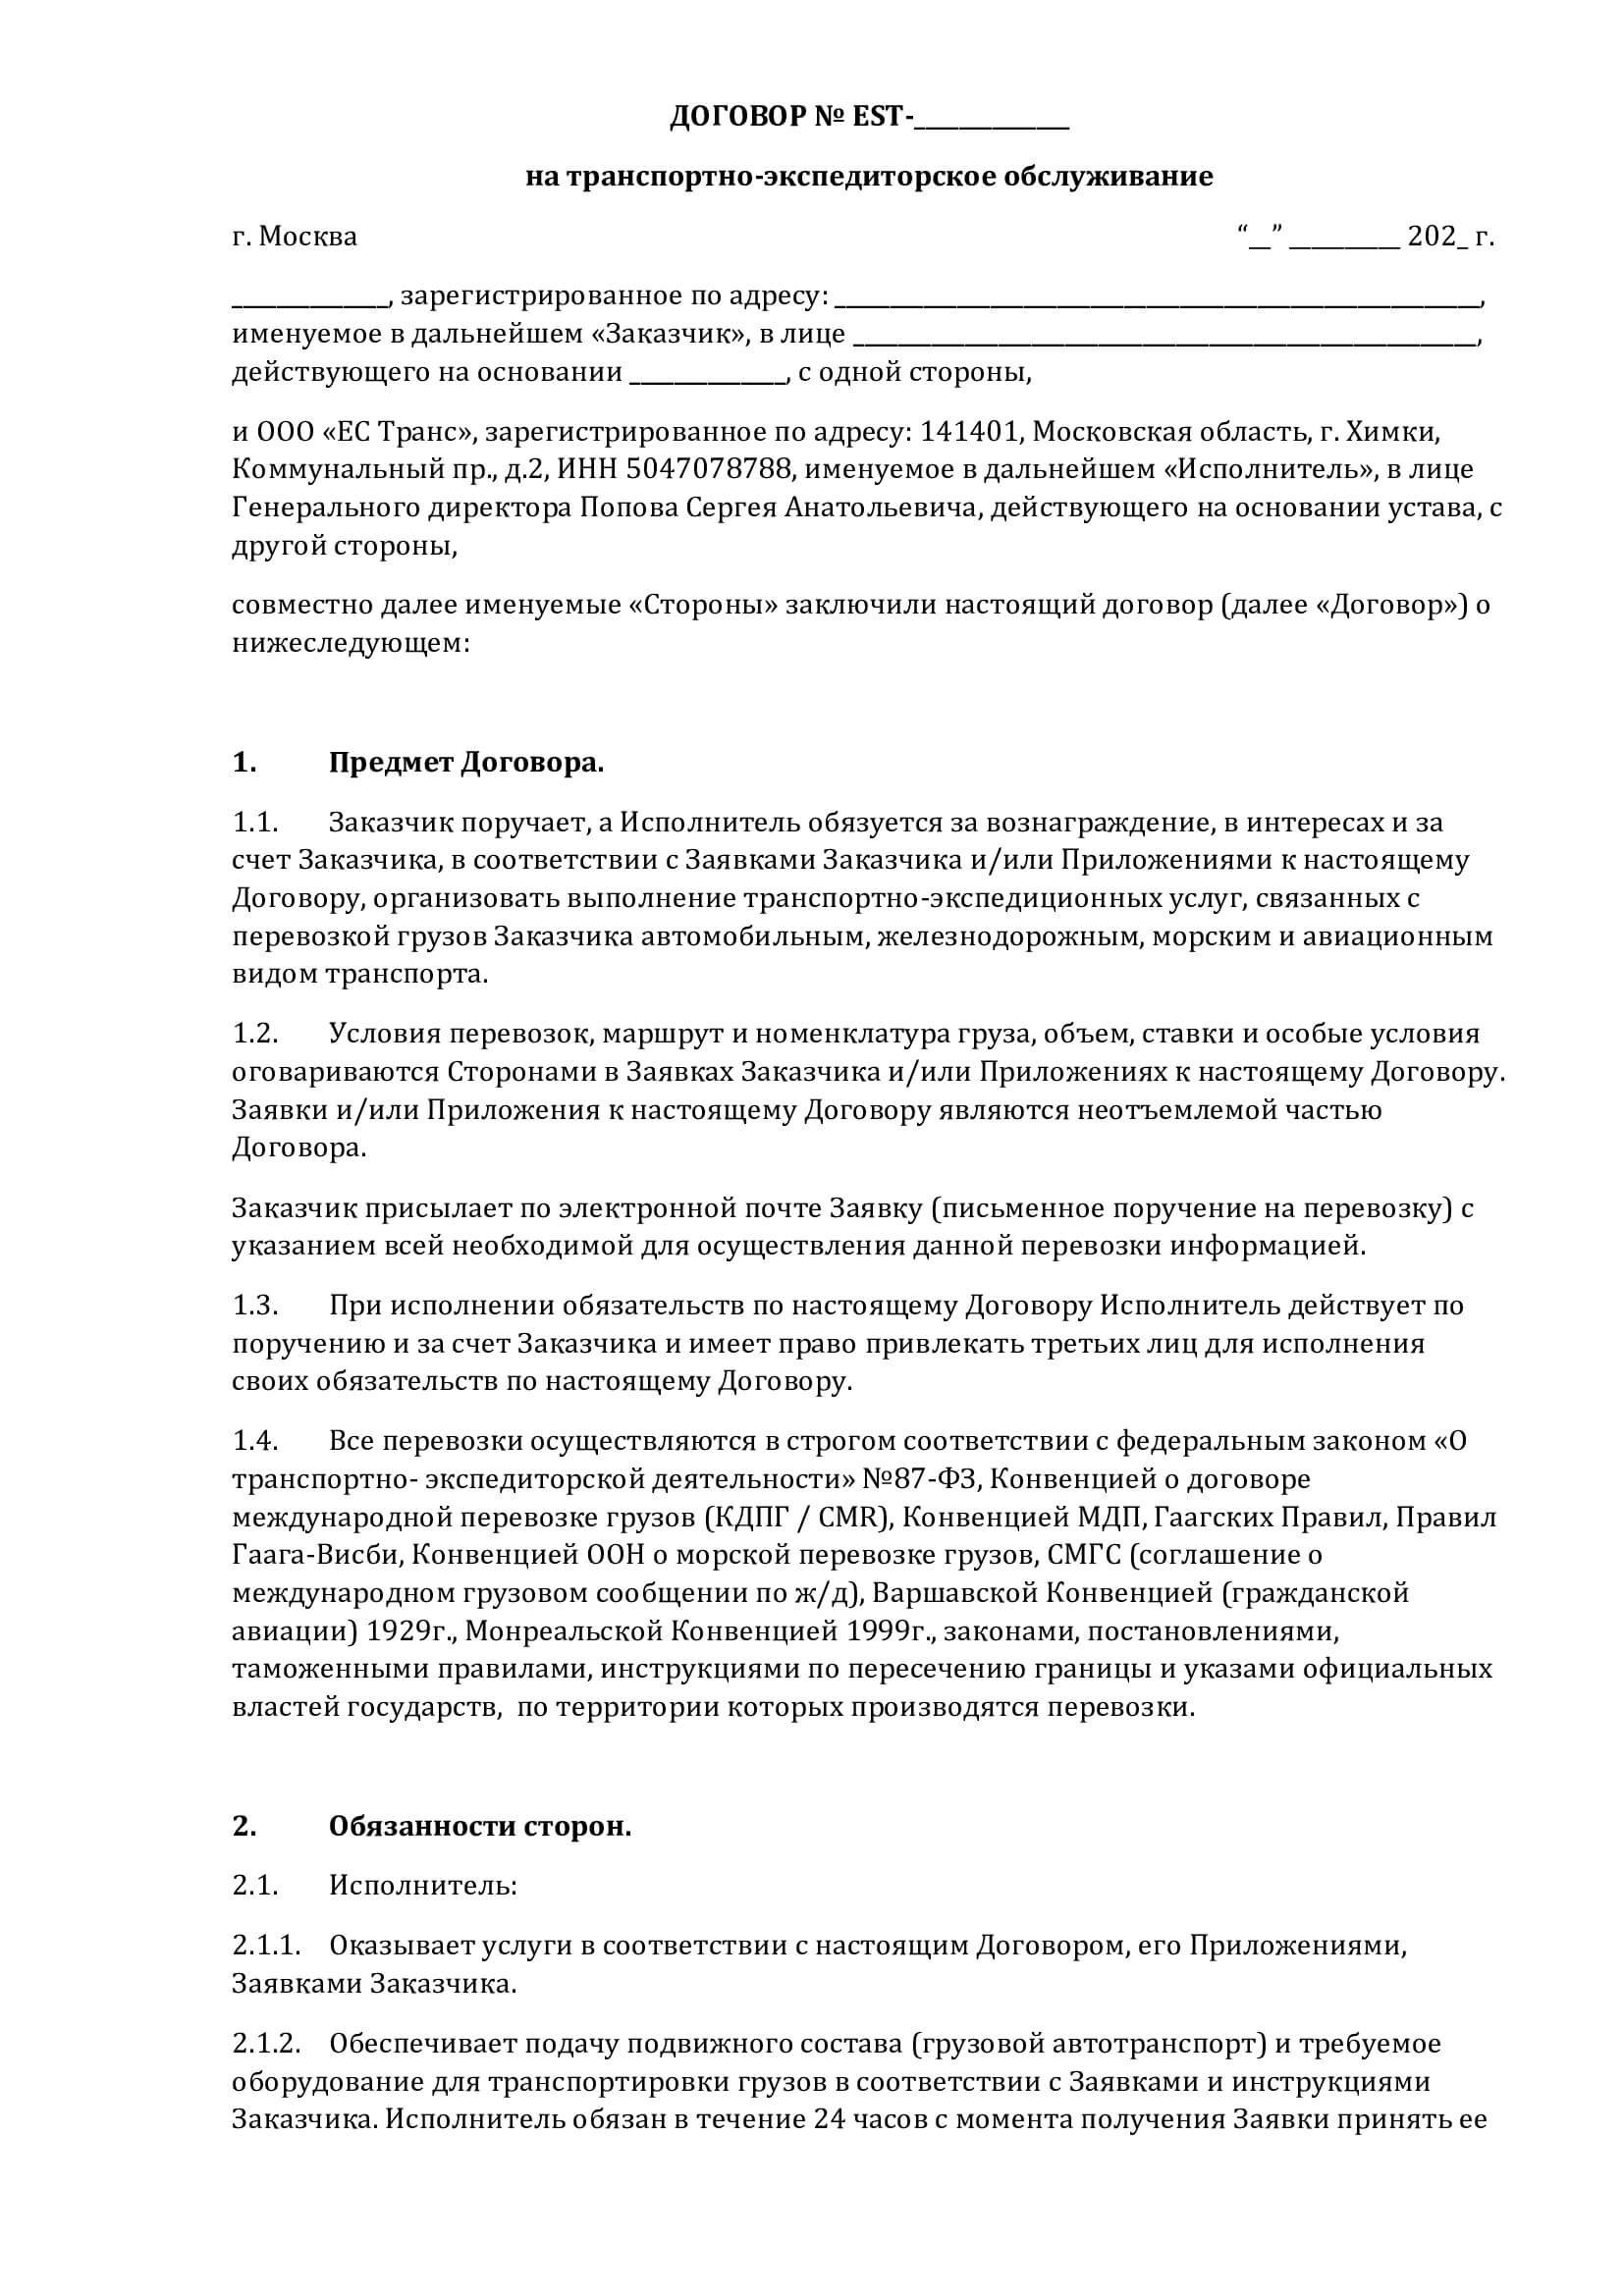 ДОГОВОР № EST-______________
на транспортно-экспедиторское обслуживание
г. Москва “__” __________ 202_ г.
______________, зарегистрированное по адресу: __________________________________________________________,
именуемое в дальнейшем «Заказчик», в лице ________________________________________________________,
действующего на основании ______________, с одной стороны,
и ООО «ЕС Транс», зарегистрированное по адресу: 141401, Московская область, г. Химки,
Коммунальный пр., д.2, ИНН 5047078788, именуемое в дальнейшем «Исполнитель», в лице
Генерального директора Попова Сергея Анатольевича, действующего на основании устава, с
другой стороны,
совместно далее именуемые «Стороны» заключили настоящий договор (далее «Договор») о
нижеследующем:
1. Предмет Договора.
1.1. Заказчик поручает, а Исполнитель обязуется за вознаграждение, в интересах и за
счет Заказчика, в соответствии с Заявками Заказчика и/или Приложениями к настоящему
Договору, организовать выполнение транспортно-экспедиционных услуг, связанных с
перевозкой грузов Заказчика автомобильным, железнодорожным, морским и авиационным
видом транспорта.
1.2. Условия перевозок, маршрут и номенклатура груза, объем, ставки и особые условия
оговариваются Сторонами в Заявках Заказчика и/или Приложениях к настоящему Договору.
Заявки и/или Приложения к настоящему Договору являются неотъемлемой частью
Договора.
Заказчик присылает по электронной почте Заявку (письменное поручение на перевозку) с
указанием всей необходимой для осуществления данной перевозки информацией.
1.3. При исполнении обязательств по настоящему Договору Исполнитель действует по
поручению и за счет Заказчика и имеет право привлекать третьих лиц для исполнения
своих обязательств по настоящему Договору.
1.4. Все перевозки осуществляются в строгом соответствии с федеральным законом «О
транспортно- экспедиторской деятельности» №87-ФЗ, Конвенцией о договоре
международной перевозке грузов (КДПГ / CMR), Конвенцией МДП, Гаагских Правил, Правил
Гаага-Висби, Конвенцией ООН о морской перевозке грузов, СМГС (соглашение о
международном грузовом сообщении по ж/д), Варшавской Конвенцией (гражданской
авиации) 1929г., Монреальской Конвенцией 1999г., законами, постановлениями,
таможенными правилами, инструкциями по пересечению границы и указами официальных
властей государств, по территории которых производятся перевозки.
2. Обязанности сторон.
2.1. Исполнитель:
2.1.1. Оказывает услуги в соответствии с настоящим Договором, его Приложениями,
Заявками Заказчика.
2.1.2. Обеспечивает подачу подвижного состава (грузовой автотранспорт) и требуемое
оборудование для транспортировки грузов в соответствии с Заявками и инструкциями
Заказчика. Исполнитель обязан в течение 24 часов с момента получения Заявки принять ее